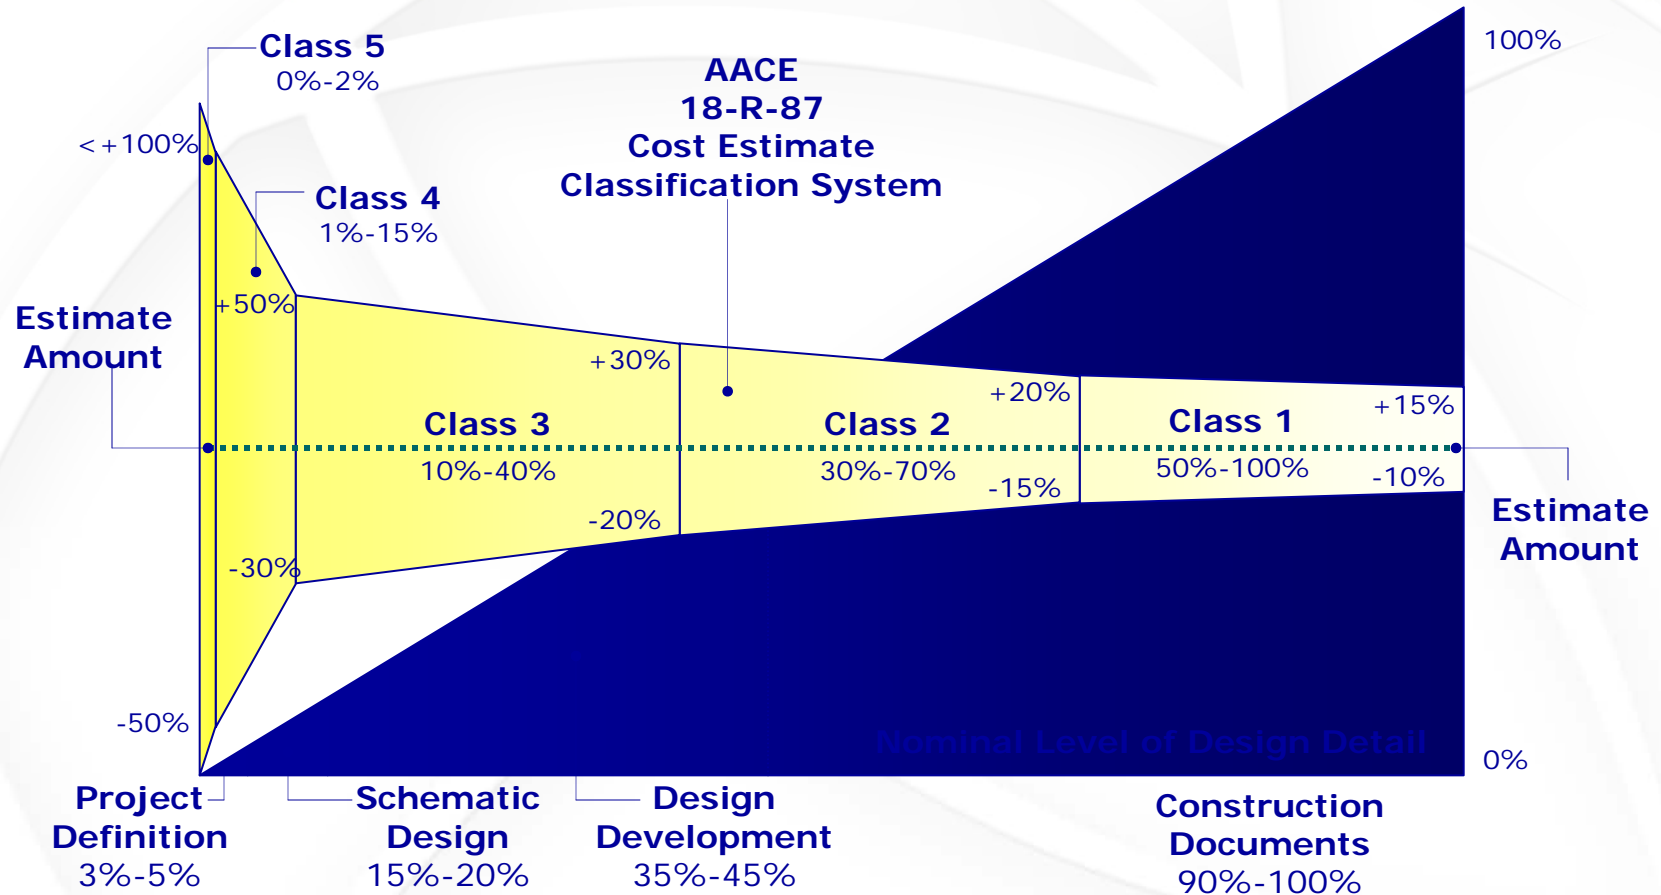 Class 5
0%-2%
100%
AACE
18-R-87
Cost Estimate
Classification System
<+100%
Class 4
1%-15%
+50%
Estimate
Amount
+30%
+20%
+15%
Class 3
10%-40%
Class 2
30%-70%
Class 1
50%-100%
-10%
-15%
-20%
Estimate
Amount
-30%
-50%
Nominal Level of Design Detail
0%
Project
Definition
3%-5%
Schematic
Design
15%-20%
Design
Development
35%-45%
Construction
Documents
90%-100%